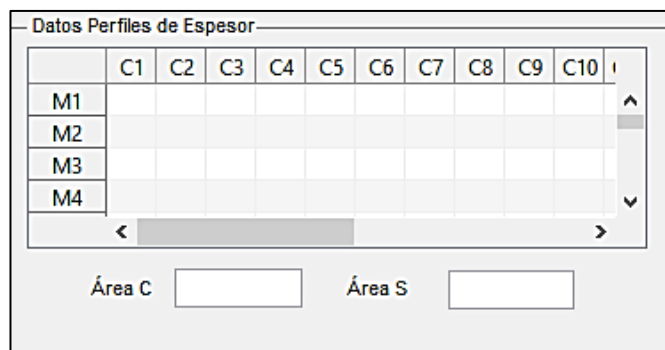 Datos Perfiles de Espesor
C1 C2 C3 C4 C5 C6 C7 C8 C9 C10
M1
M2
M3
M4
Área C Área S